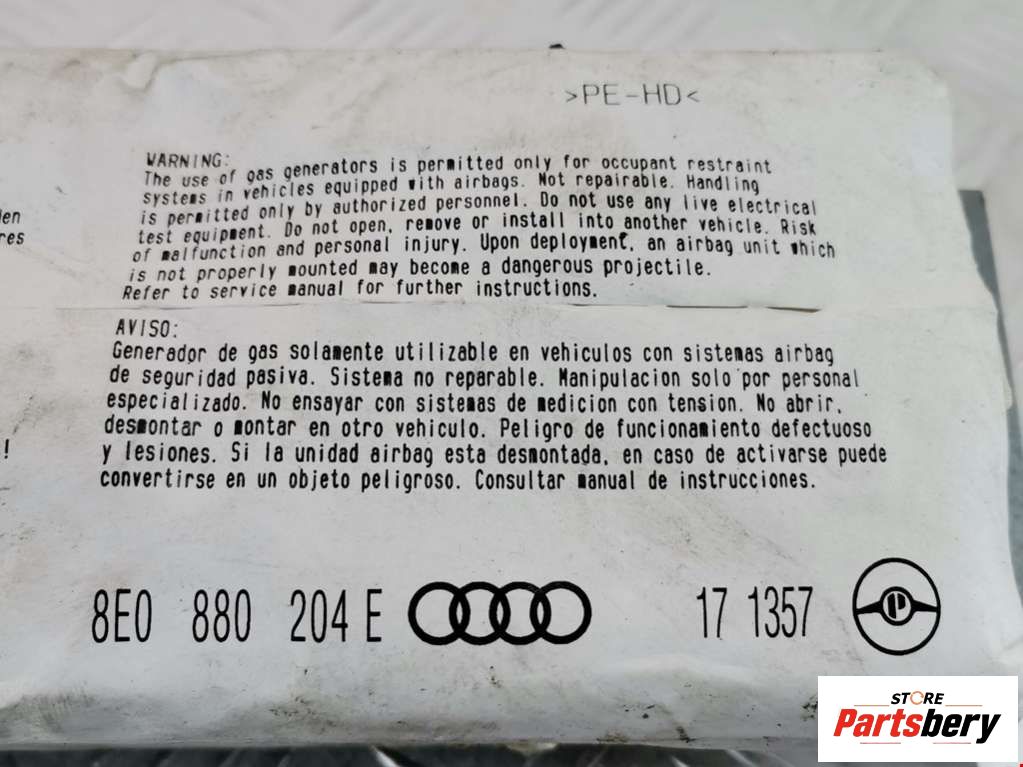 >PE-HD<
WARNING:
The use of gas generators is permitted only for occupant restraint
systems in vehicles equipped with airbags. Not repairable. Handling
is permitted only by authorized personnel. Do not use any live electrical
test equipment. Do not open, remove or install into another vehicle. Risk
of malfunction and personal injury. Upon deployment, an airbag unit which
is not properly mounted may become a dangerous projectile.
Refer to service manual for further instructions.
AVISO:
Generador de gas solamente utilizable en vehiculos con sistemas airbag
de seguridad pasiva. Sistema no reparable. Manipulacion solo por personal
especializado. No ensayar con sistemas de medicion con tension. No abrir,
desmontar o montar en otro vehiculo. Peligro de funcionamiento defectuoso
y lesiones. Si la unidad airbag esta desmontada, en caso de activarse puede
convertirse en un objeto peligroso. Consultar manual de instrucciones.
8E0 880 204 E 17 1357 P
STORE
Partsbery